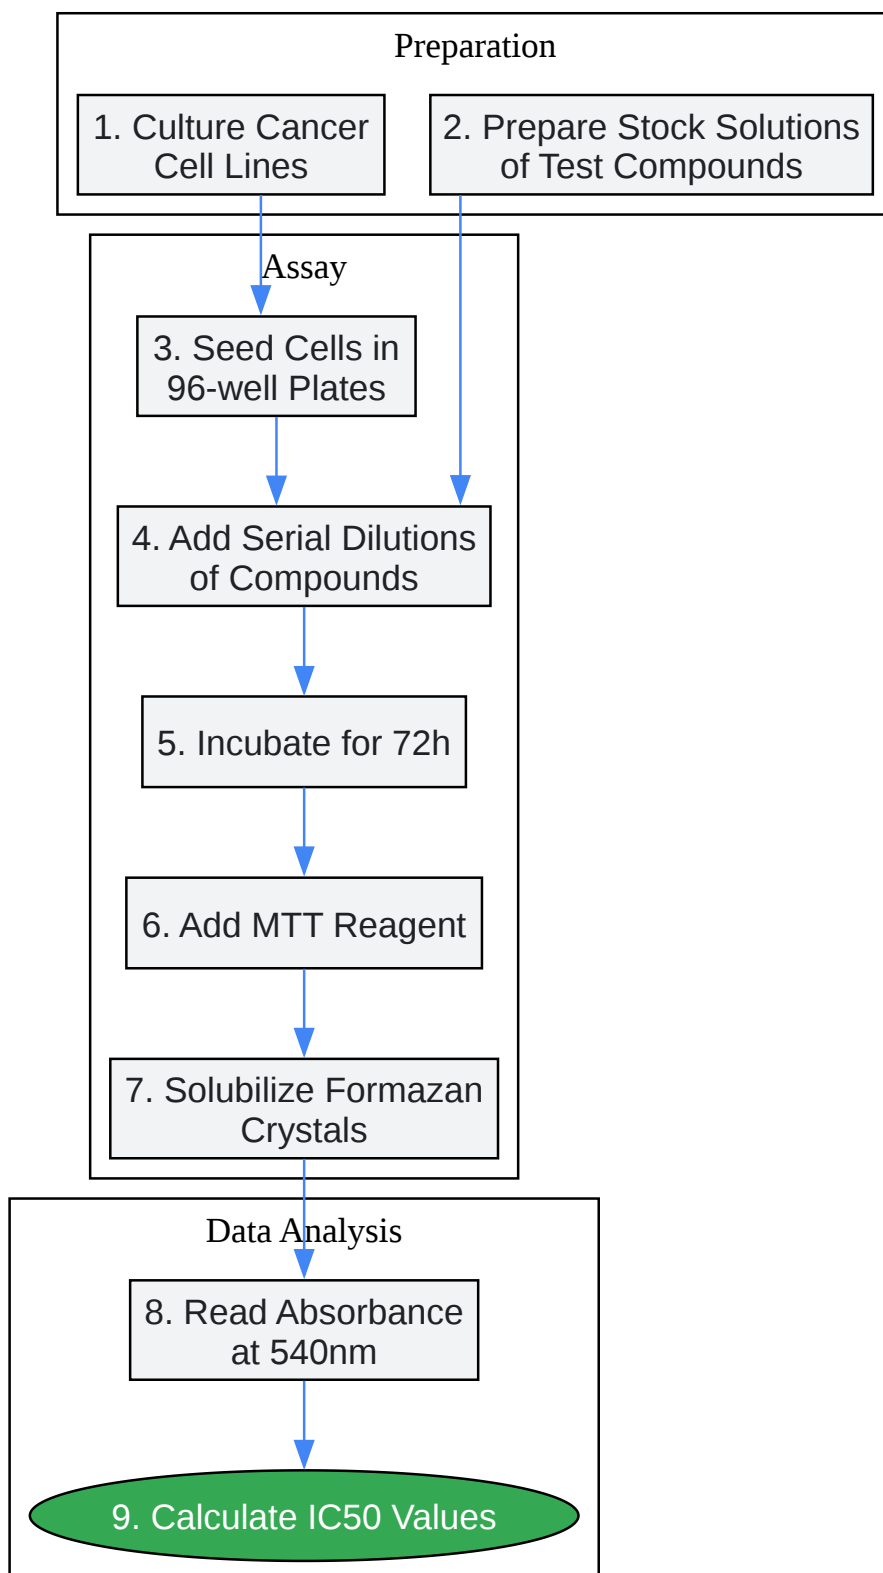 Preparation
1. Culture Cancer
Cell Lines
2. Prepare Stock Solutions
of Test Compounds
Assay
3. Seed Cells in
96-well Plates
4. Add Serial Dilutions
of Compounds
5. Incubate for 72h
6. Add MTT Reagent
7. Solubilize Formazan
Crystals
Data Analysis
8. Read Absorbance
at 540nm
9. Calculate IC50 Values